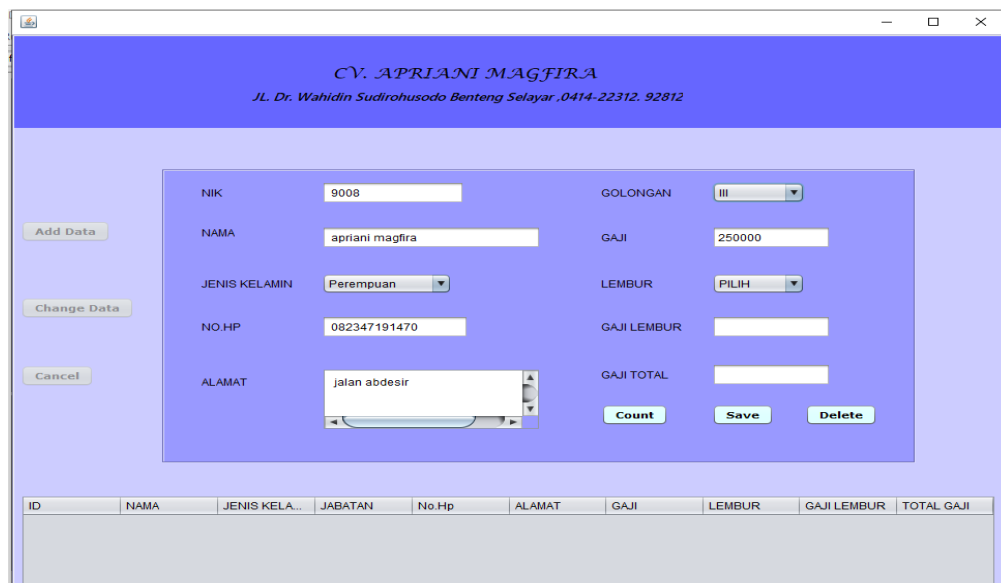 CV. APRIANI MAGFIRA
JL. Dr. Wahidin Sudirohusodo Benteng Selayar ,0414-22312. 92812
NIK 9008 GOLONGAN III
Add Data
NAMA apriani magfira GAJI 250000
JENIS KELAMIN Perempuan LEMBUR PILIH
Change Data
NO.HP 082347191470 GAJI LEMBUR
Cancel
ALAMAT jalan abdesir GAJI TOTAL
Count Save Delete
ID NAMA JENIS KELA... JABATAN No.Hp ALAMAT GAJI LEMBUR GAJI LEMBUR TOTAL GAJI